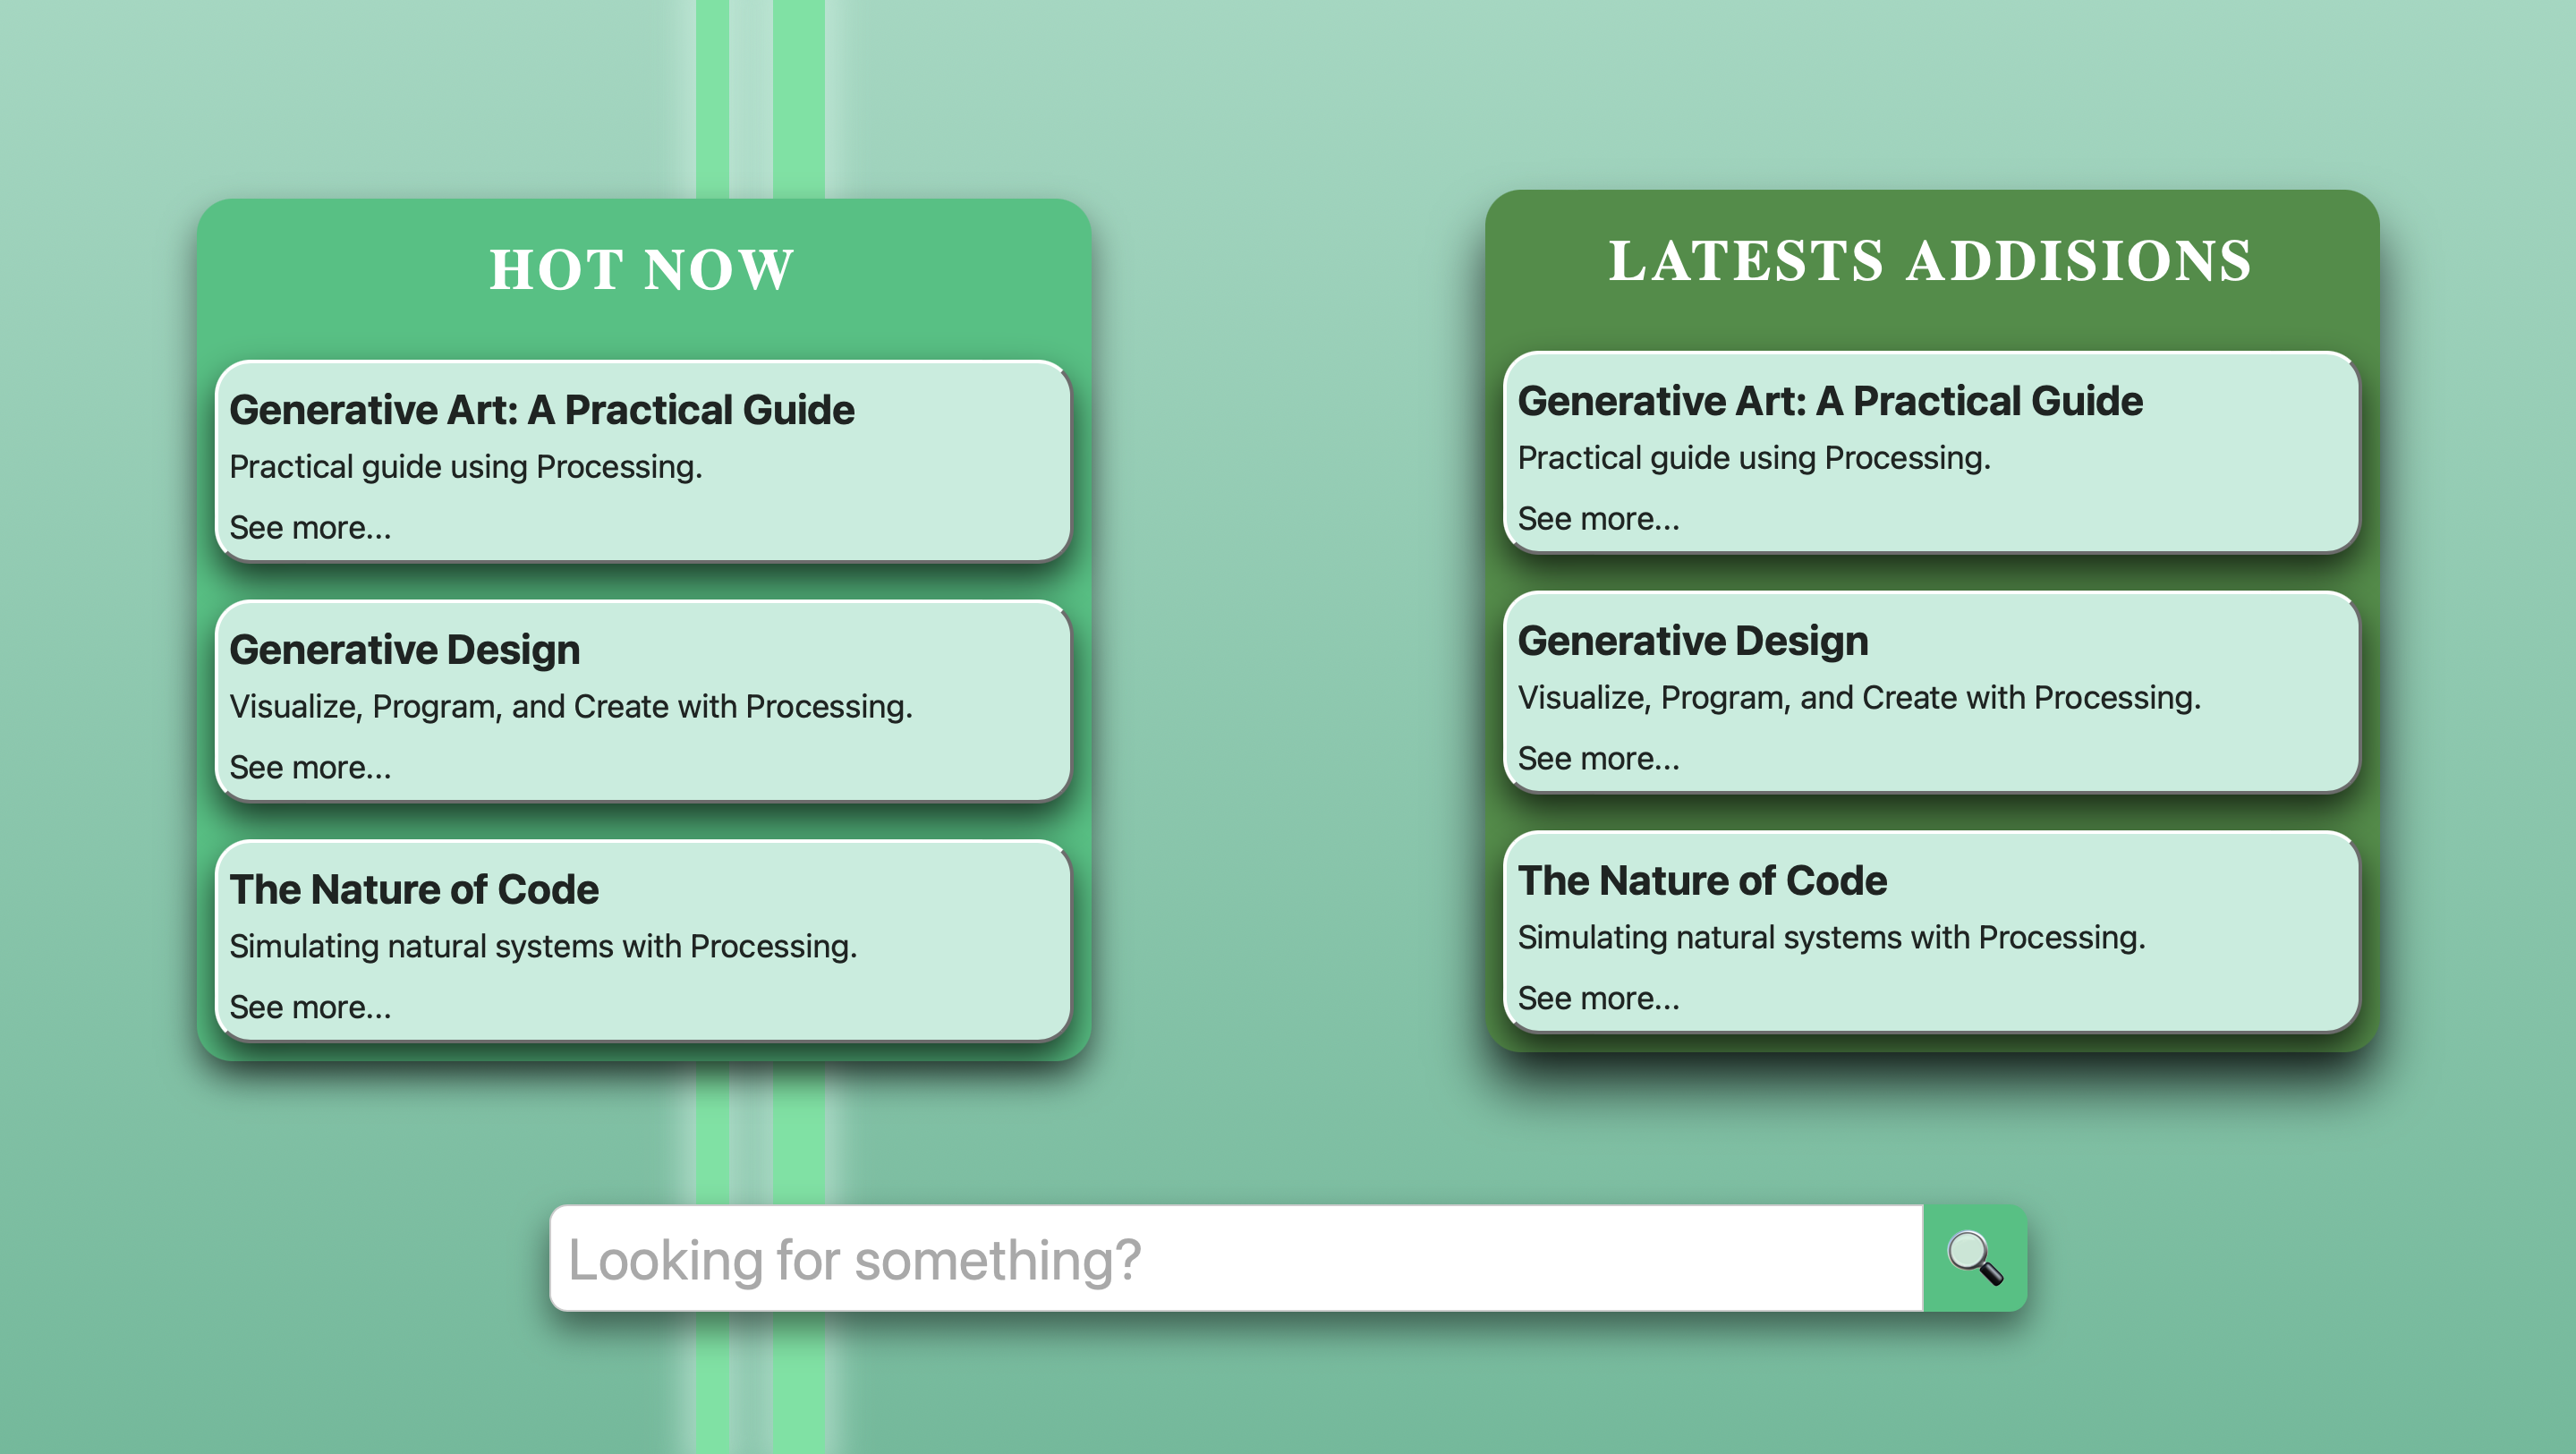 HOT NOW
Generative Art: A Practical Guide
Practical guide using Processing.
See more...
Generative Design
Visualize, Program, and Create with Processing.
See more...
The Nature of Code
Simulating natural systems with Processing.
See more...
LATESTS ADDISIONS
Generative Art: A Practical Guide
Practical guide using Processing.
See more...
Generative Design
Visualize, Program, and Create with Processing.
See more...
The Nature of Code
Simulating natural systems with Processing.
See more...
Looking for something?